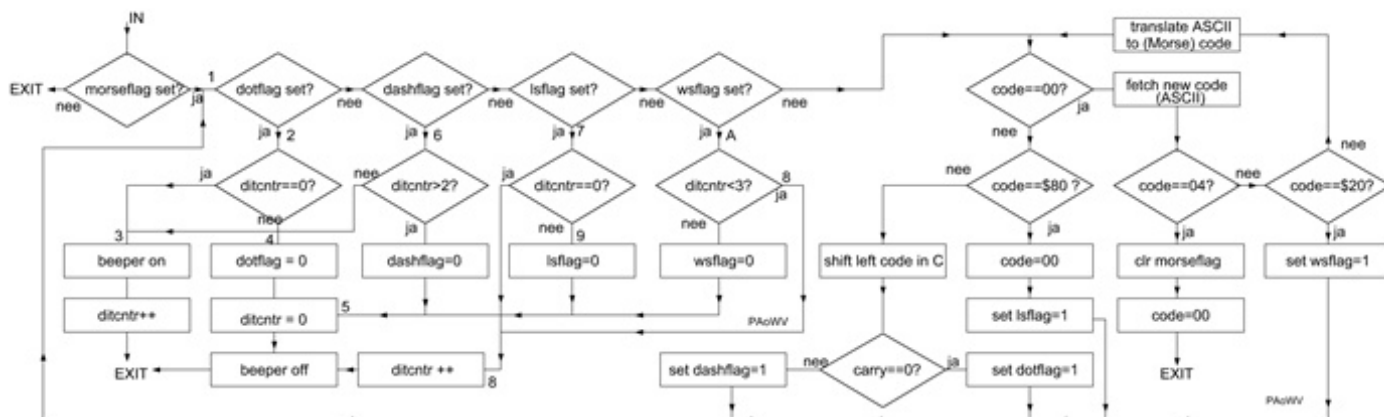 IN
translate ASCII
to (Morse) code
EXIT
morseflag set?
nee
ja
1
dotflag set?
nee
dashflag set?
nee
lsflag set?
nee
wsflag set?
nee
code==00?
ja
fetch new code
(ASCII)
ja
2
ja
6
ja
7
ja
A
nee
nee
ja
ditcntr==0?
nee
ditcntr>2?
ja
ditcntr==0?
ditcntr<3?
8
ja
nee
code==$80 ?
code==04?
nee
code==$20?
3
nee
4
ja
nee
9
nee
ja
ja
ja
beeper on
dotflag = 0
dashflag=0
lsflag=0
wsflag=0
shift left code in C
code=00
clr morseflag
set wsflag=1
ditcntr++
ditcntr = 0
5
PAoWV
set lsflag=1
code=00
EXIT
beeper off
ditcntr ++
8
set dashflag=1
nee
carry==0?
ja
set dotflag=1
EXIT
PAoWV